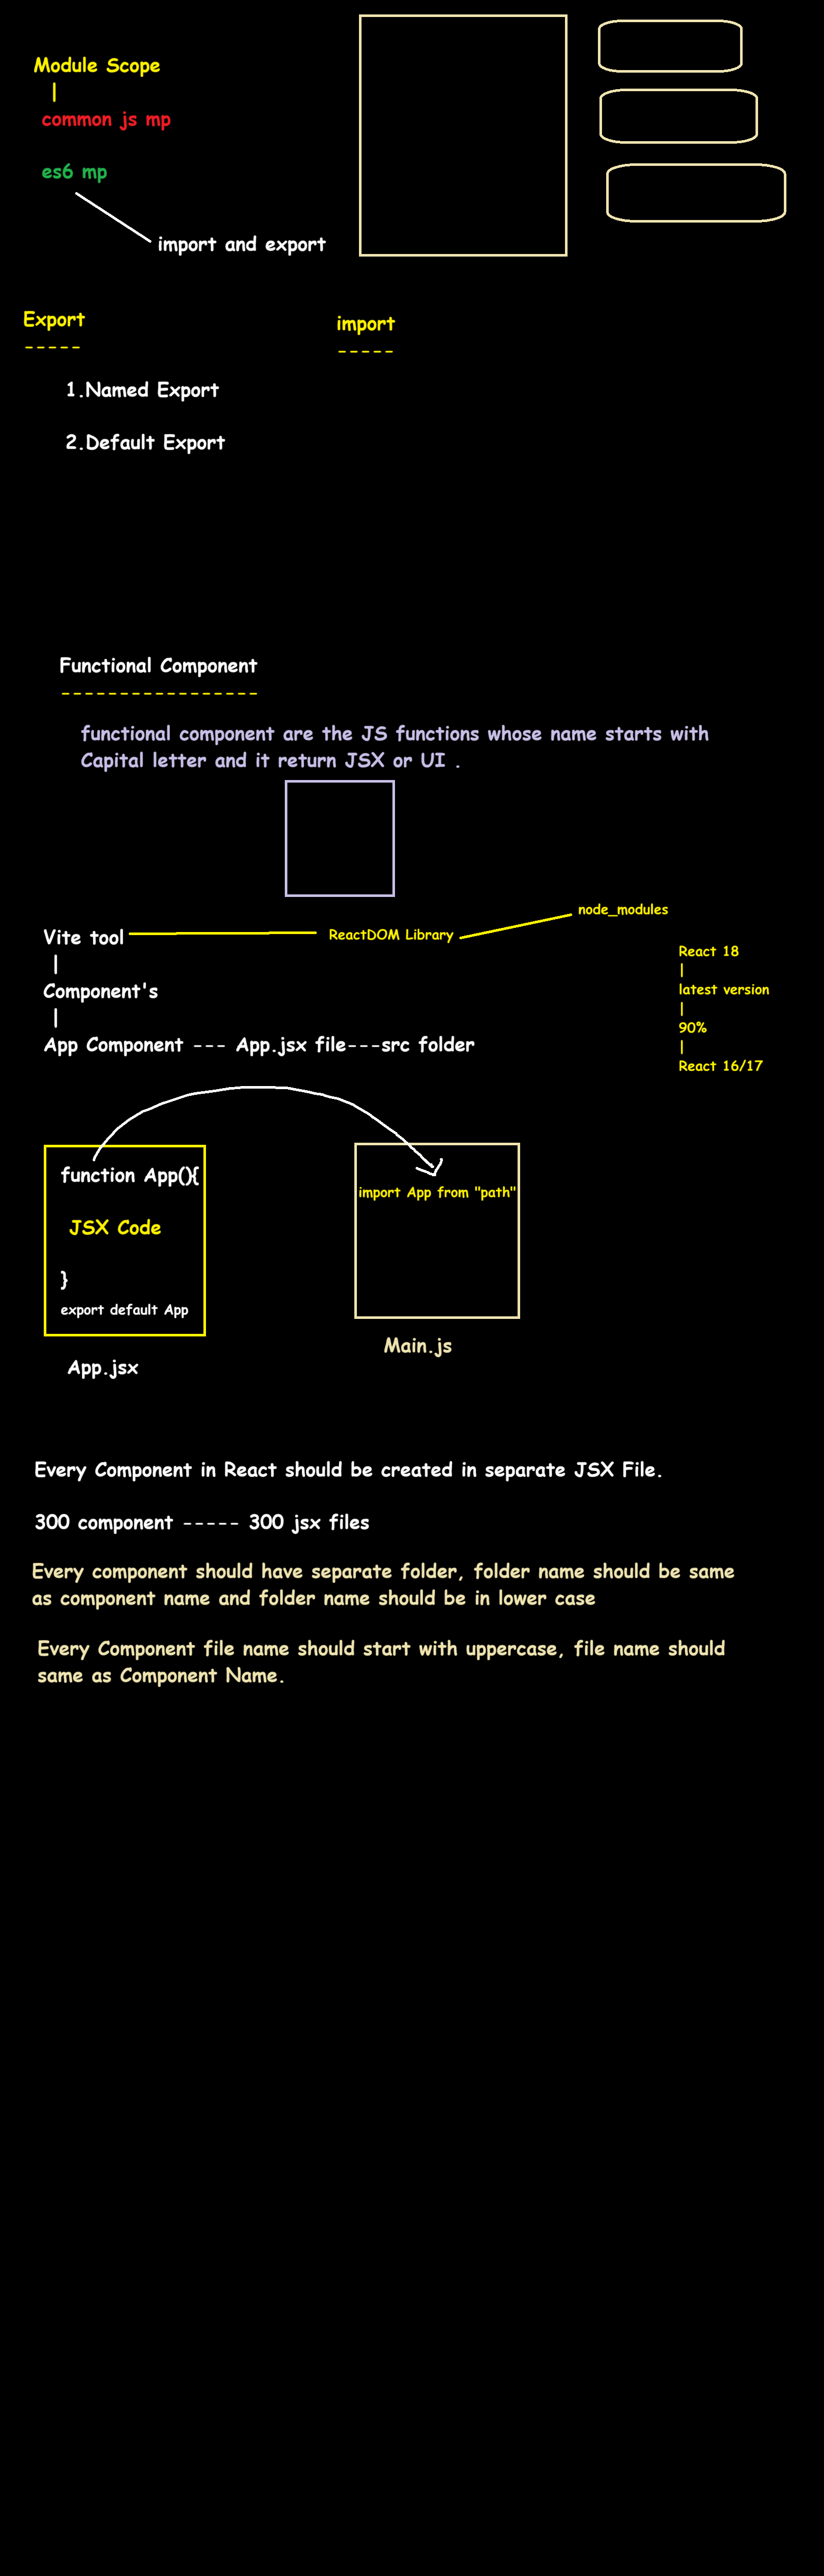 Module Scope
|
common js mp
es6 mp
import and export
Export
-----
import
-----
1.Named Export
2.Default Export
Functional Component
-----------------
functional component are the JS functions whose name starts with
Capital letter and it return JSX or UI .
Vite tool
|
Component's
|
App Component --- App.jsx file---src folder
ReactDOM Library
node_modules
React 18
|
latest version
|
90%
|
React 16/17
function App(){
JSX Code
}
export default App
App.jsx
import App from "path"
Main.js
Every Component in React should be created in separate JSX File.
300 component ----- 300 jsx files
Every component should have separate folder, folder name should be same
as component name and folder name should be in lower case
Every Component file name should start with uppercase, file name should
same as Component Name.